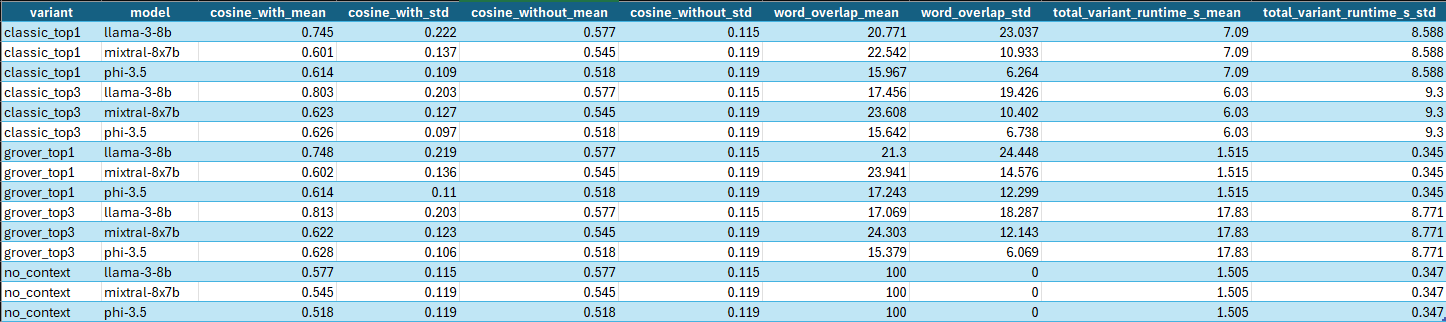 variant model cosine_with_mean cosine_with_std cosine_without_mean cosine_without_std word_overlap_mean word_overlap_std total_variant_runtime_s_mean total_variant_runtime_s_std
classic_top1 llama-3-8b 0.745 0.222 0.577 0.115 20.771 23.037 7.09 8.588
classic_top1 mixtral-8x7b 0.601 0.137 0.545 0.119 22.542 10.933 7.09 8.588
classic_top1 phi-3.5 0.614 0.109 0.518 0.119 15.967 6.264 7.09 8.588
classic_top3 llama-3-8b 0.803 0.203 0.577 0.115 17.456 19.426 6.03 9.3
classic_top3 mixtral-8x7b 0.623 0.127 0.545 0.119 23.608 10.402 6.03 9.3
classic_top3 phi-3.5 0.626 0.097 0.518 0.119 15.642 6.738 6.03 9.3
grover_top1 llama-3-8b 0.748 0.219 0.577 0.115 21.3 24.448 1.515 0.345
grover_top1 mixtral-8x7b 0.602 0.136 0.545 0.119 23.941 14.576 1.515 0.345
grover_top1 phi-3.5 0.614 0.11 0.518 0.119 17.243 12.299 1.515 0.345
grover_top3 llama-3-8b 0.813 0.203 0.577 0.115 17.069 18.287 17.83 8.771
grover_top3 mixtral-8x7b 0.622 0.123 0.545 0.119 24.303 12.143 17.83 8.771
grover_top3 phi-3.5 0.628 0.106 0.518 0.119 15.379 6.069 17.83 8.771
no_context llama-3-8b 0.577 0.115 0.577 0.115 100 0 1.505 0.347
no_context mixtral-8x7b 0.545 0.119 0.545 0.119 100 0 1.505 0.347
no_context phi-3.5 0.518 0.119 0.518 0.119 100 0 1.505 0.347